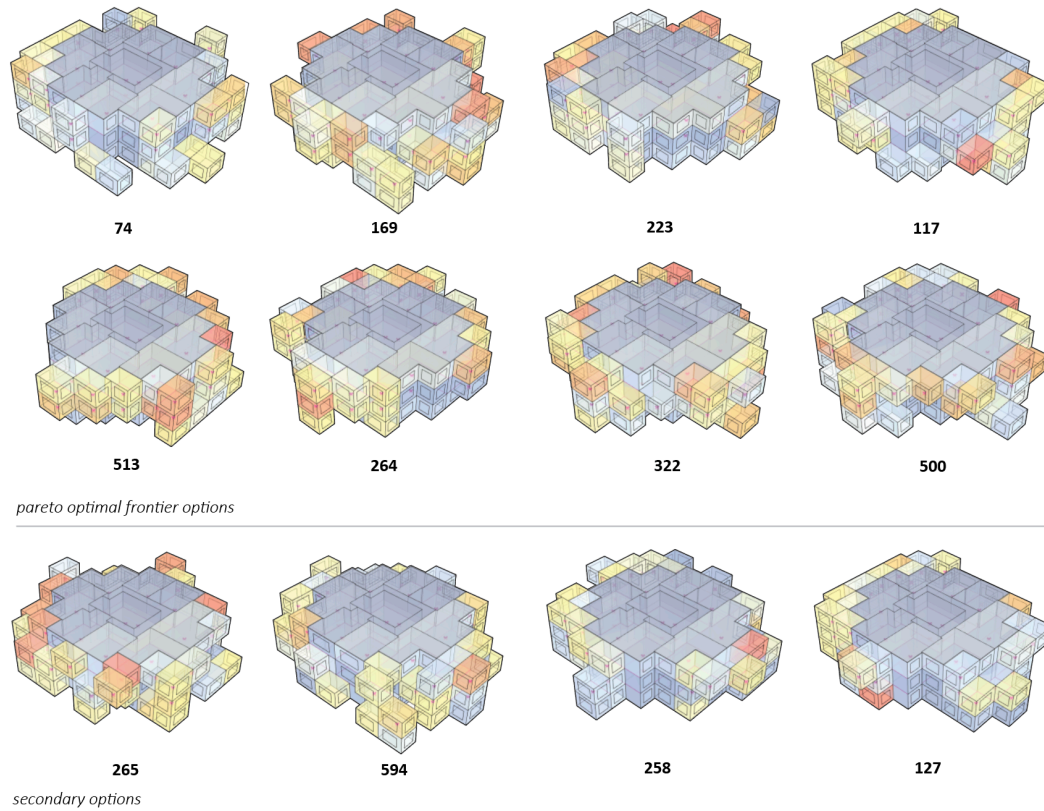 74 169 223 117
513 264 322 500
pareto optimal frontier options
265 594 258 127
secondary options